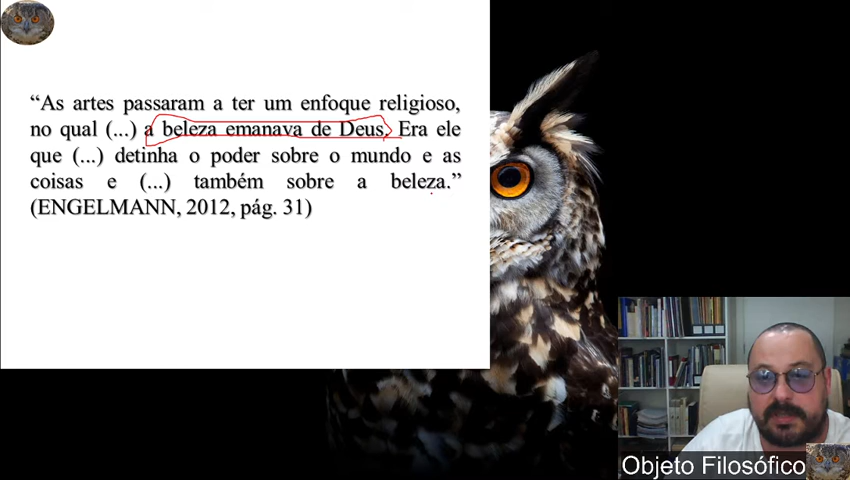 “As artes passaram a ter um enfoque religioso,
no qual (...) a beleza emanava de Deus. Era ele
que (...) detinha o poder sobre o mundo e as
coisas e (...) também sobre a beleza.”
(ENGELMANN, 2012, pág. 31)
Objeto Filosófico